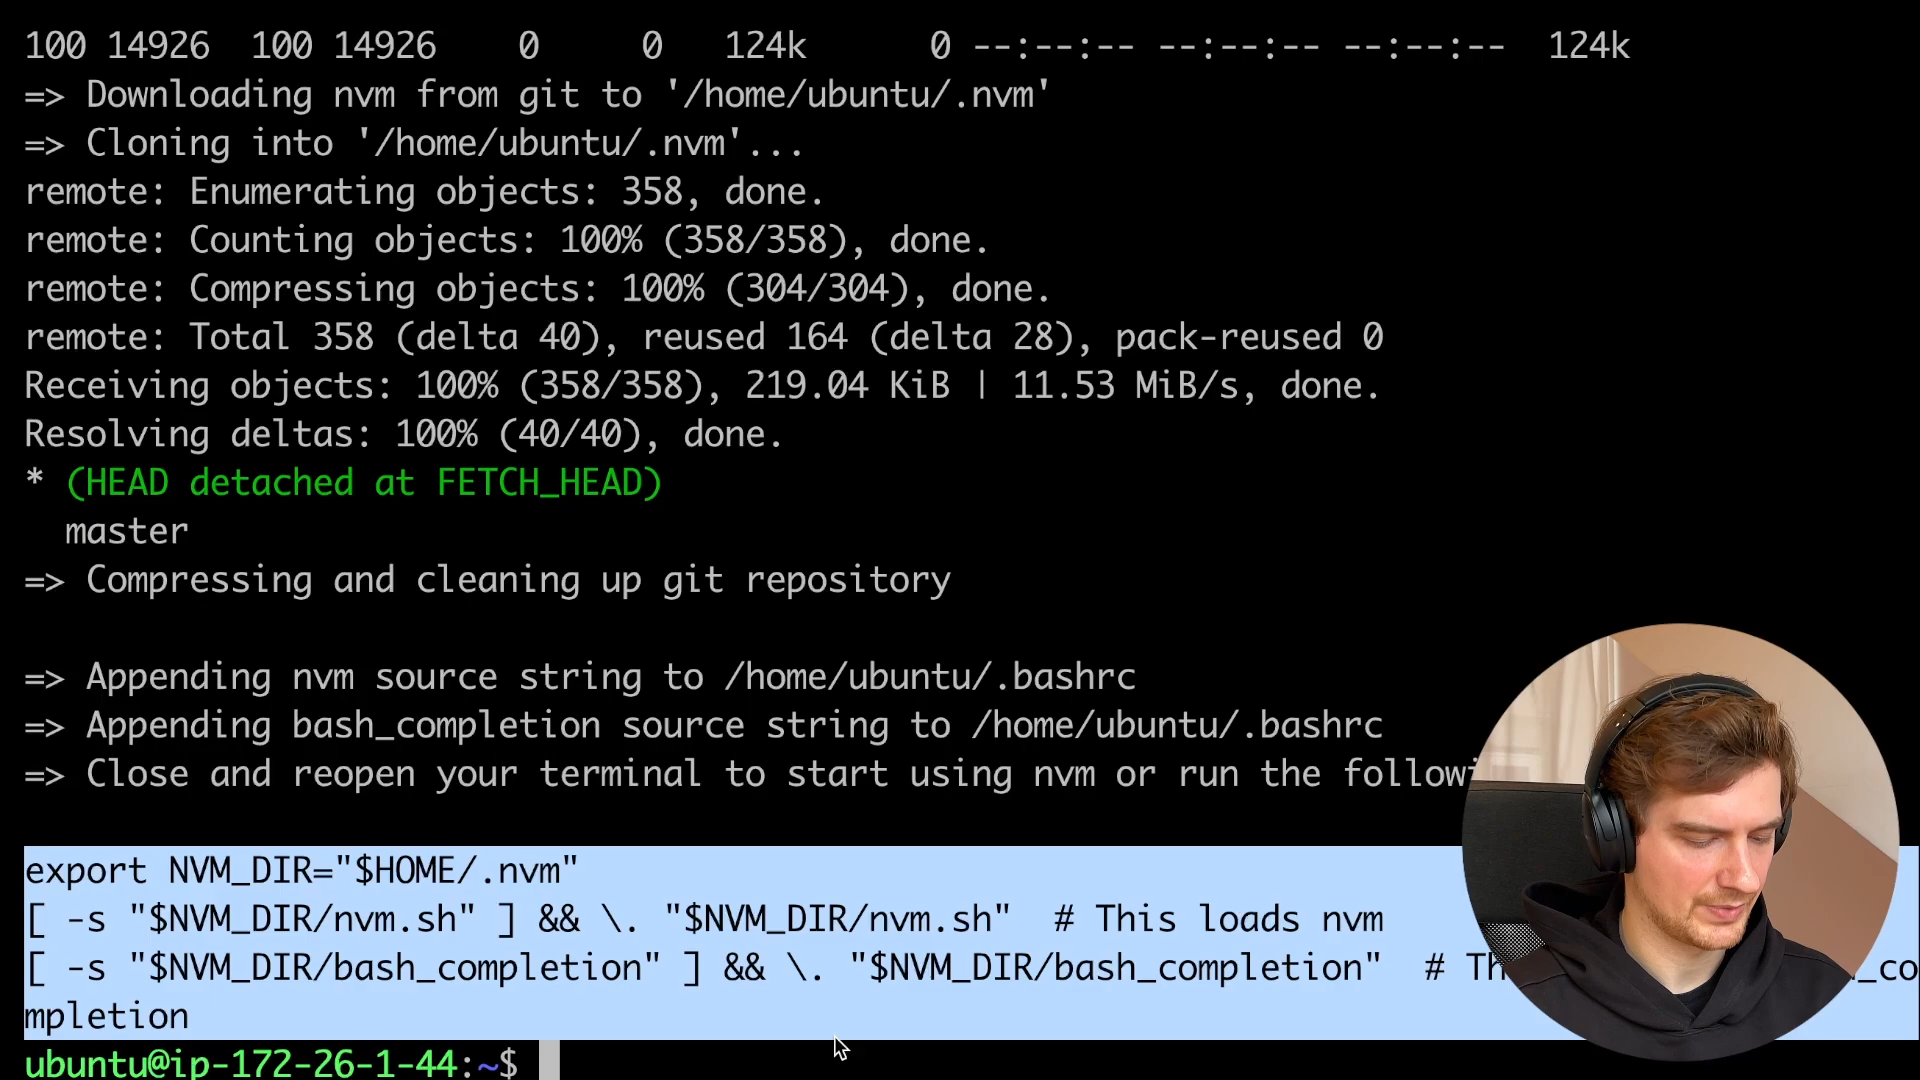 100 14926  100 14926    0     0   124k      0 --:--:-- --:--:-- --:--:--  124k
=> Downloading nvm from git to '/home/ubuntu/.nvm'
=> Cloning into '/home/ubuntu/.nvm'...
remote: Enumerating objects: 358, done.
remote: Counting objects: 100% (358/358), done.
remote: Compressing objects: 100% (304/304), done.
remote: Total 358 (delta 40), reused 164 (delta 28), pack-reused 0
Receiving objects: 100% (358/358), 219.04 KiB | 11.53 MiB/s, done.
Resolving deltas: 100% (40/40), done.
* (HEAD detached at FETCH_HEAD)
  master
=> Compressing and cleaning up git repository
=> Appending nvm source string to /home/ubuntu/.bashrc
=> Appending bash_completion source string to /home/ubuntu/.bashrc
=> Close and reopen your terminal to start using nvm or run the
export NVM_DIR="$HOME/.nvm"
[ -s "$NVM_DIR/nvm.sh" ] && \. "$NVM_DIR/nvm.sh"  # This loads nvm
[ -s "$NVM_DIR/bash_completion" ] && \. "$NVM_DIR/bash_completion"  #
mpletion
ubuntu@ip-172-26-1-44:~$